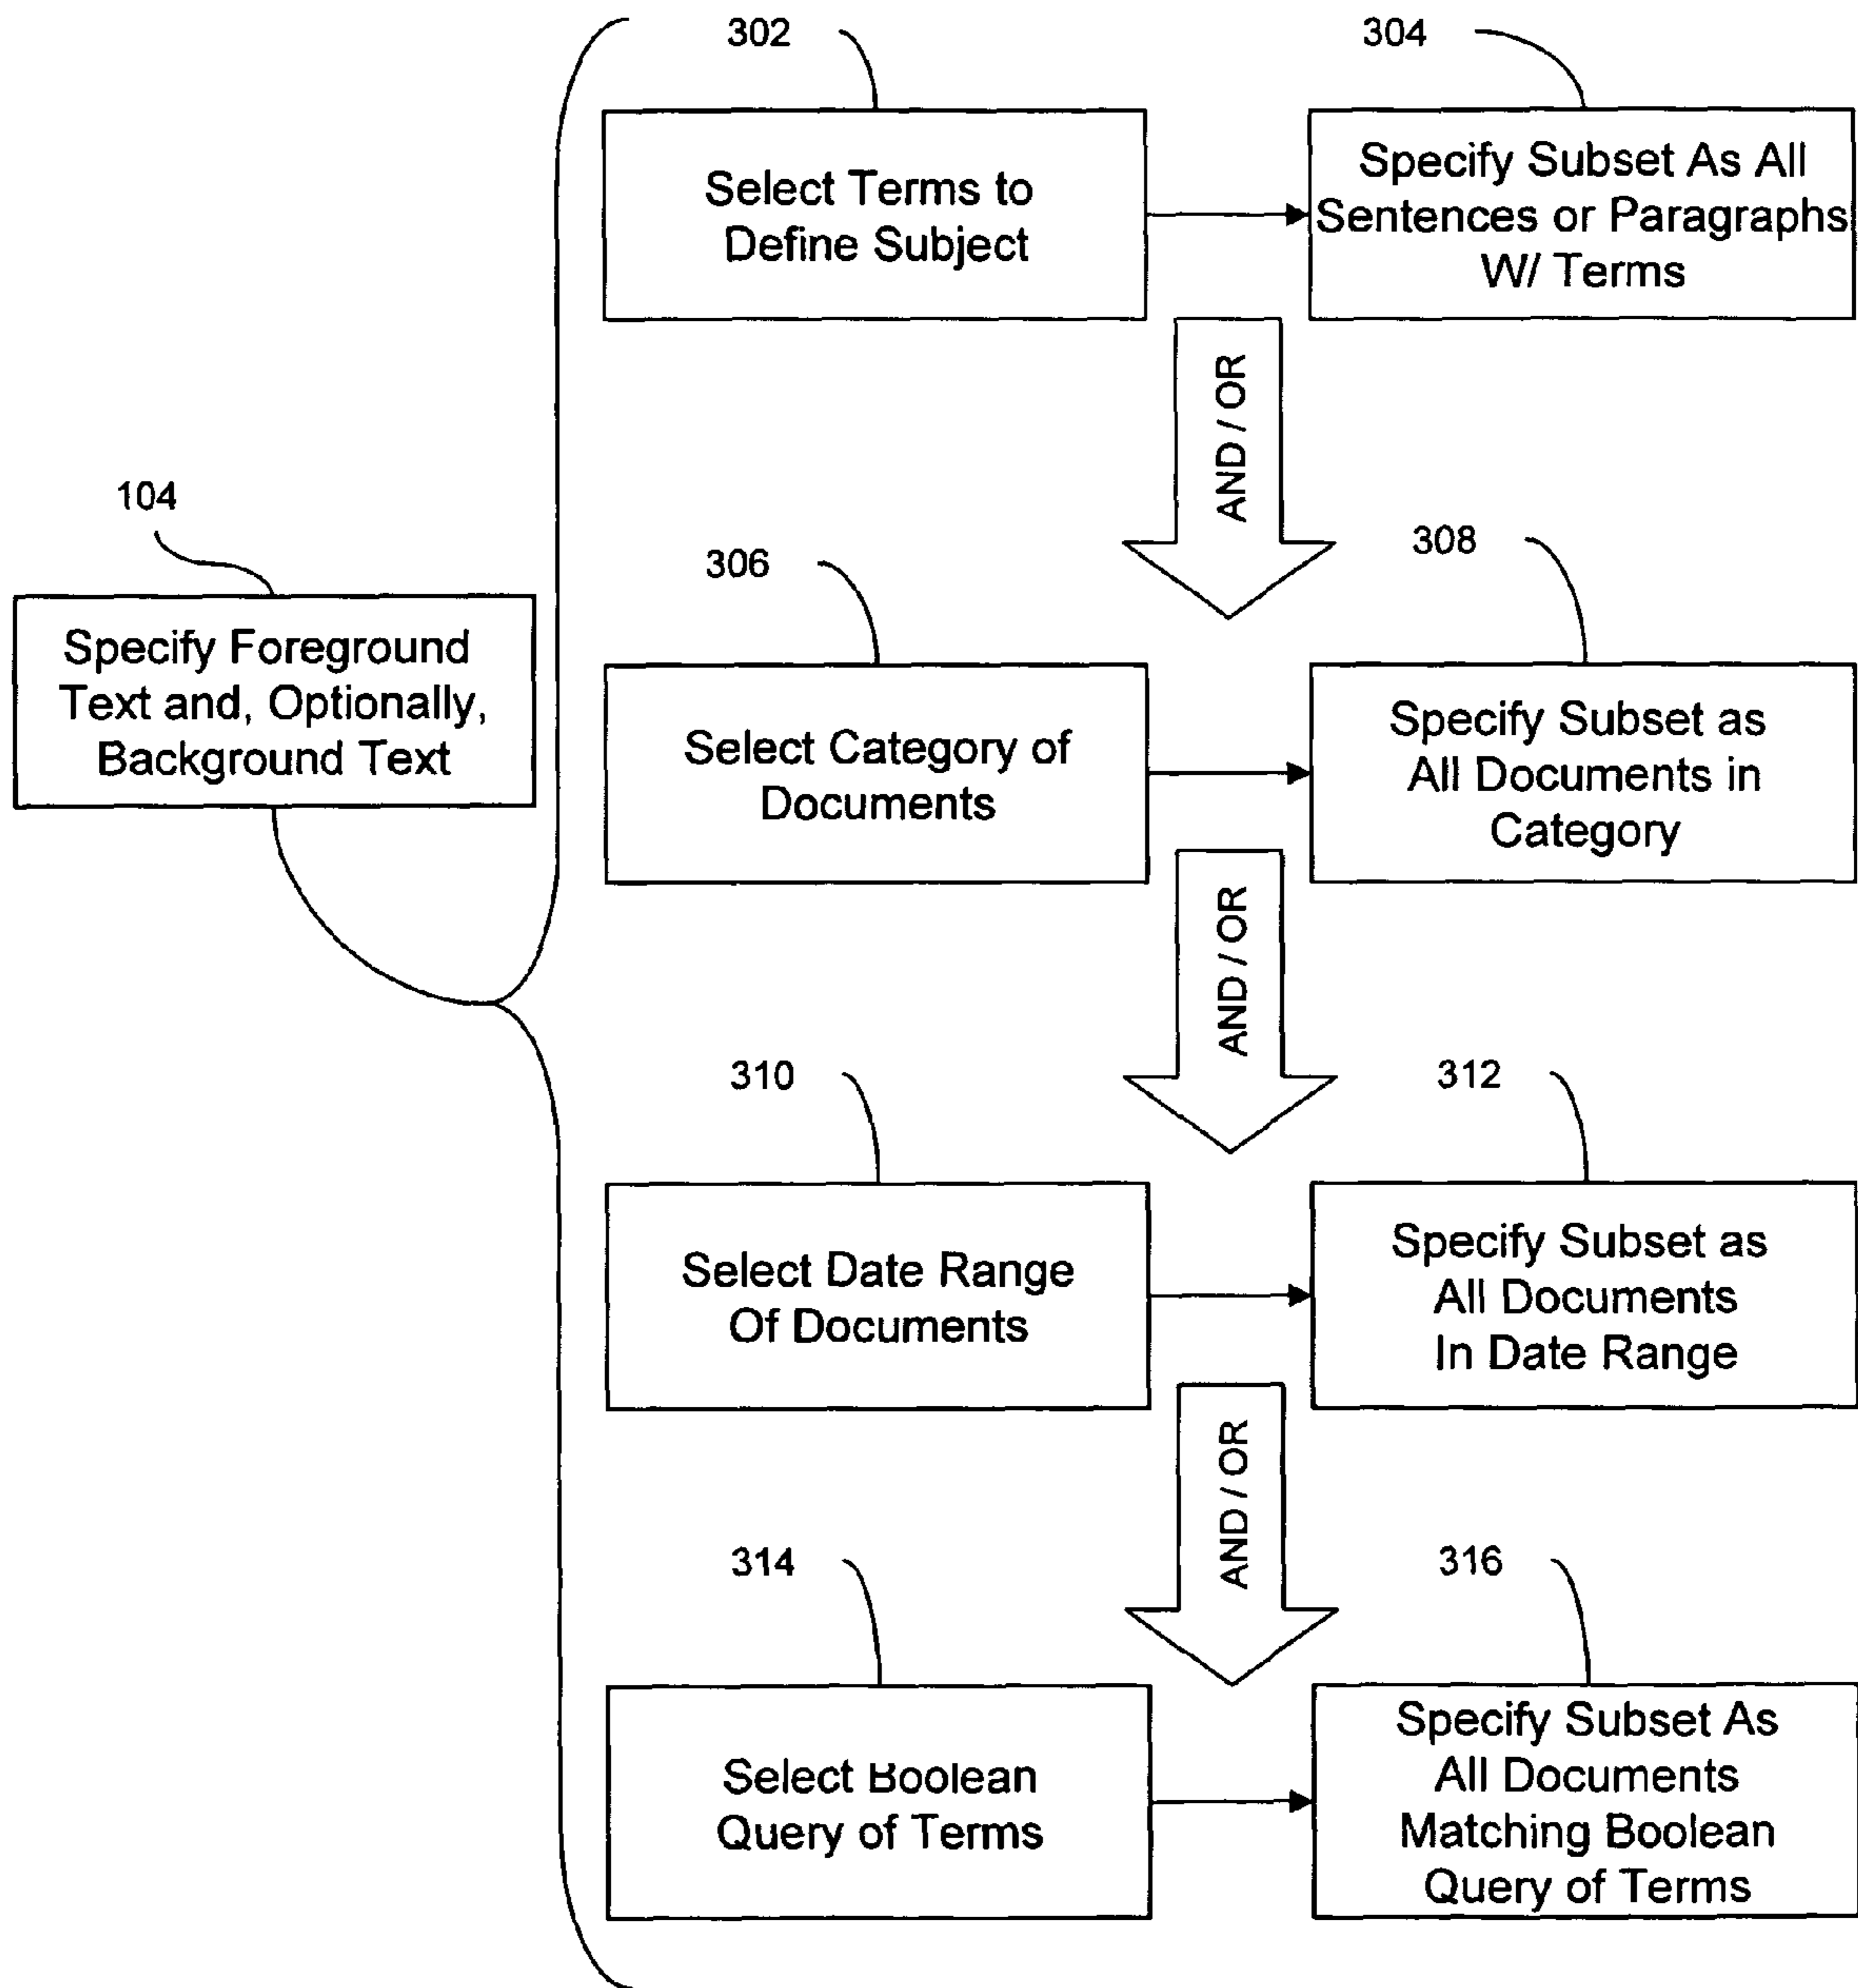 302
304
Select Terms to
Define Subject
Specify Subset As All
Sentences or Paragraphs
W/ Terms
AND / OR
104
Specify Foreground
Text and, Optionally,
Background Text
306
308
Select Category of
Documents
Specify Subset as
All Documents in
Category
AND / OR
310
312
Select Date Range
Of Documents
Specify Subset as
All Documents
In Date Range
AND / OR
314
316
Select Boolean
Query of Terms
Specify Subset As
All Documents
Matching Boolean
Query of Terms